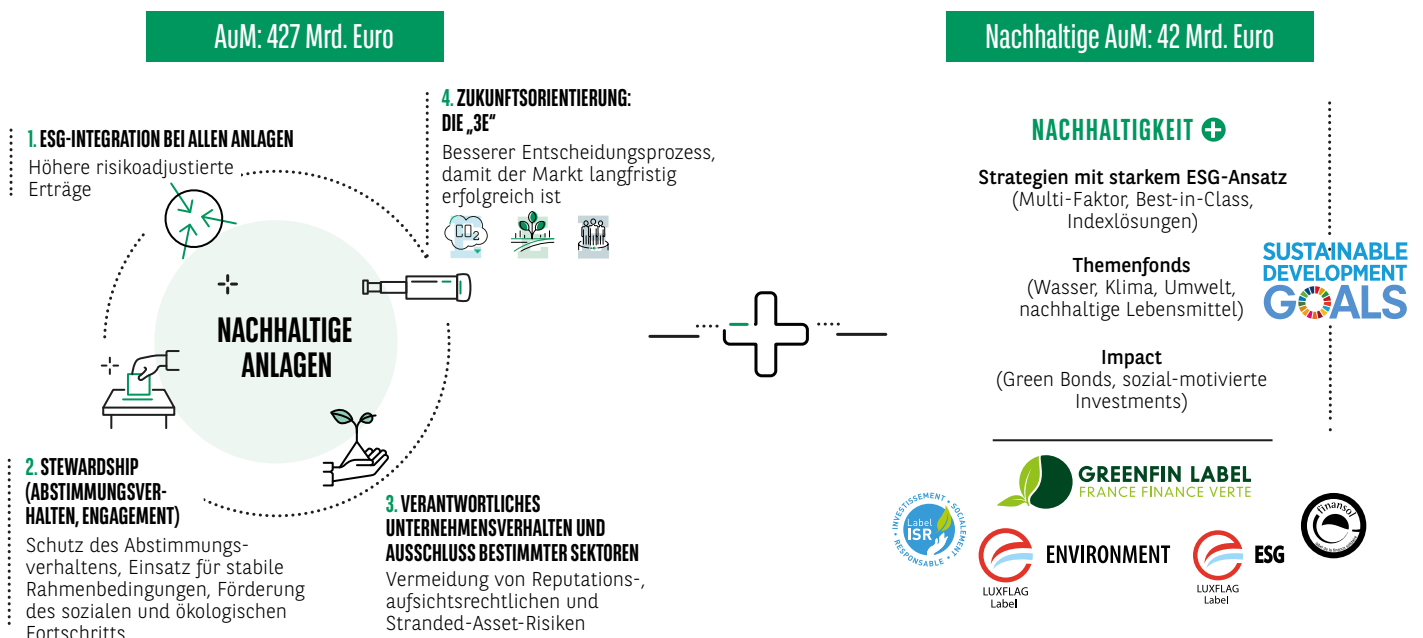 AuM: 427 Mrd. Euro
1. ESG-INTEGRATION BEI ALLEN ANLAGEN
Höhere risikoadjustierte
Erträge
4. ZUKUNFTSORIENTIERUNG:
DIE „3E“
Besserer Entscheidungsprozess,
damit der Markt langfristig
erfolgreich ist
CO2
NACHHALTIGE
ANLAGEN
2. STEWARDSHIP
(ABSTIMMUNGSVER-
HALTEN, ENGAGEMENT)
Schutz des Abstimmungs-
verhaltens, Einsatz für stabile
Rahmenbedingungen, Förderung
des sozialen und ökologischen
Fortschritts
3. VERANTWORTLICHES
UNTERNEHMENSVERHALTEN UND
AUSSCHLUSS BESTIMMTER SEKTOREN
Vermeidung von Reputations-,
aufsichtsrechtlichen und
Stranded-Asset-Risiken
Nachhaltige AuM: 42 Mrd. Euro
NACHHALTIGKEIT +
Strategien mit starkem ESG-Ansatz
(Multi-Faktor, Best-in-Class,
Indexlösungen)
Themenfonds
(Wasser, Klima, Umwelt,
nachhaltige Lebensmittel)
Impact
(Green Bonds, sozial-motivierte
Investments)
SUSTAINABLE
DEVELOPMENT
GOALS
GREENFIN LABEL
FRANCE FINANCE VERTE
INVESTISSEMENT • SOCIALEMENT • RESPONSABLE •
Label
ISR
LUXFLAG
Label
ENVIRONMENT
LUXFLAG
Label
ESG
finansol